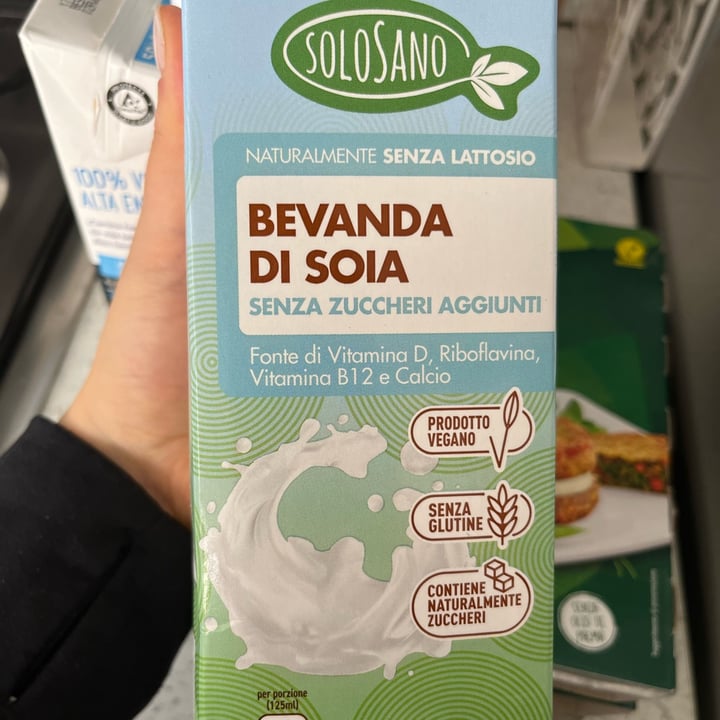 SOLOSANO
NATURALMENTE SENZA LATTOSIO
BEVANDA
DI SOIA
SENZA ZUCCHERI AGGIUNTI
Fonte di Vitamina D, Riboflavina,
Vitamina B12 e Calcio
PRODOTTO
VEGANO
SENZA
GLUTINE
CONTIENE
NATURALMENTE
ZUCCHERI
per porzione
(125ml)
100% V
ALTA EN